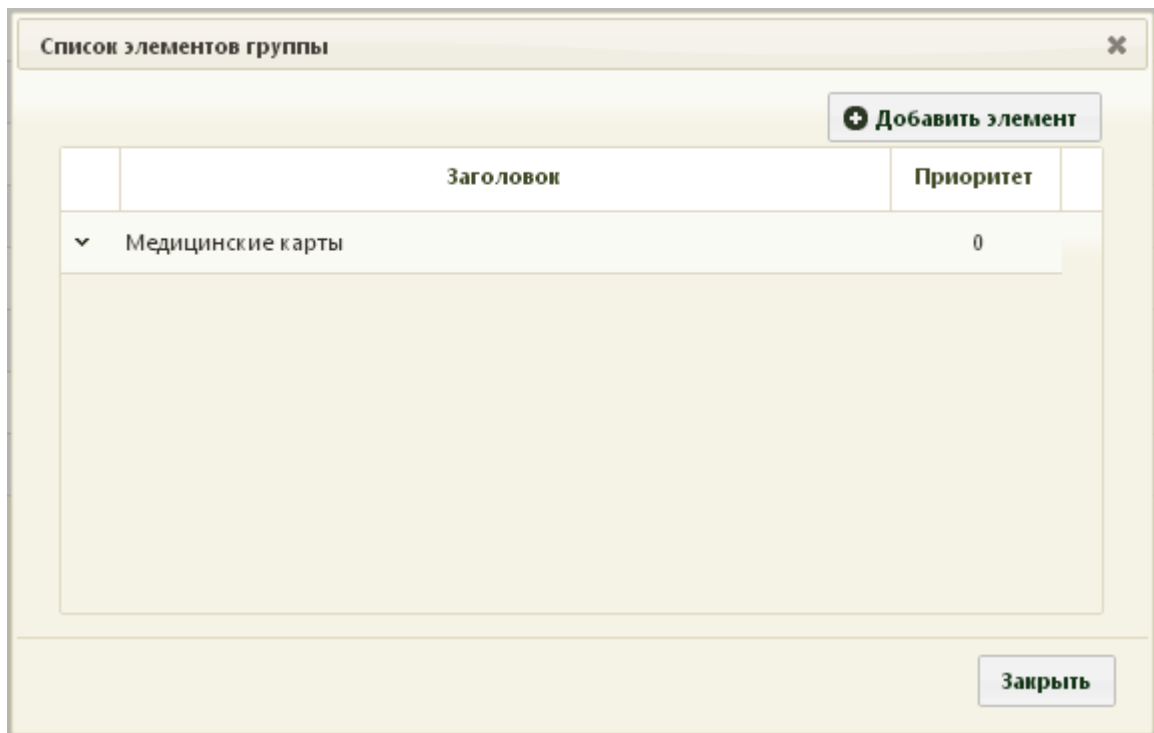 Список элементов группы
Добавить элемент
Заголовок Приоритет
Медицинские карты 0
Закрыть